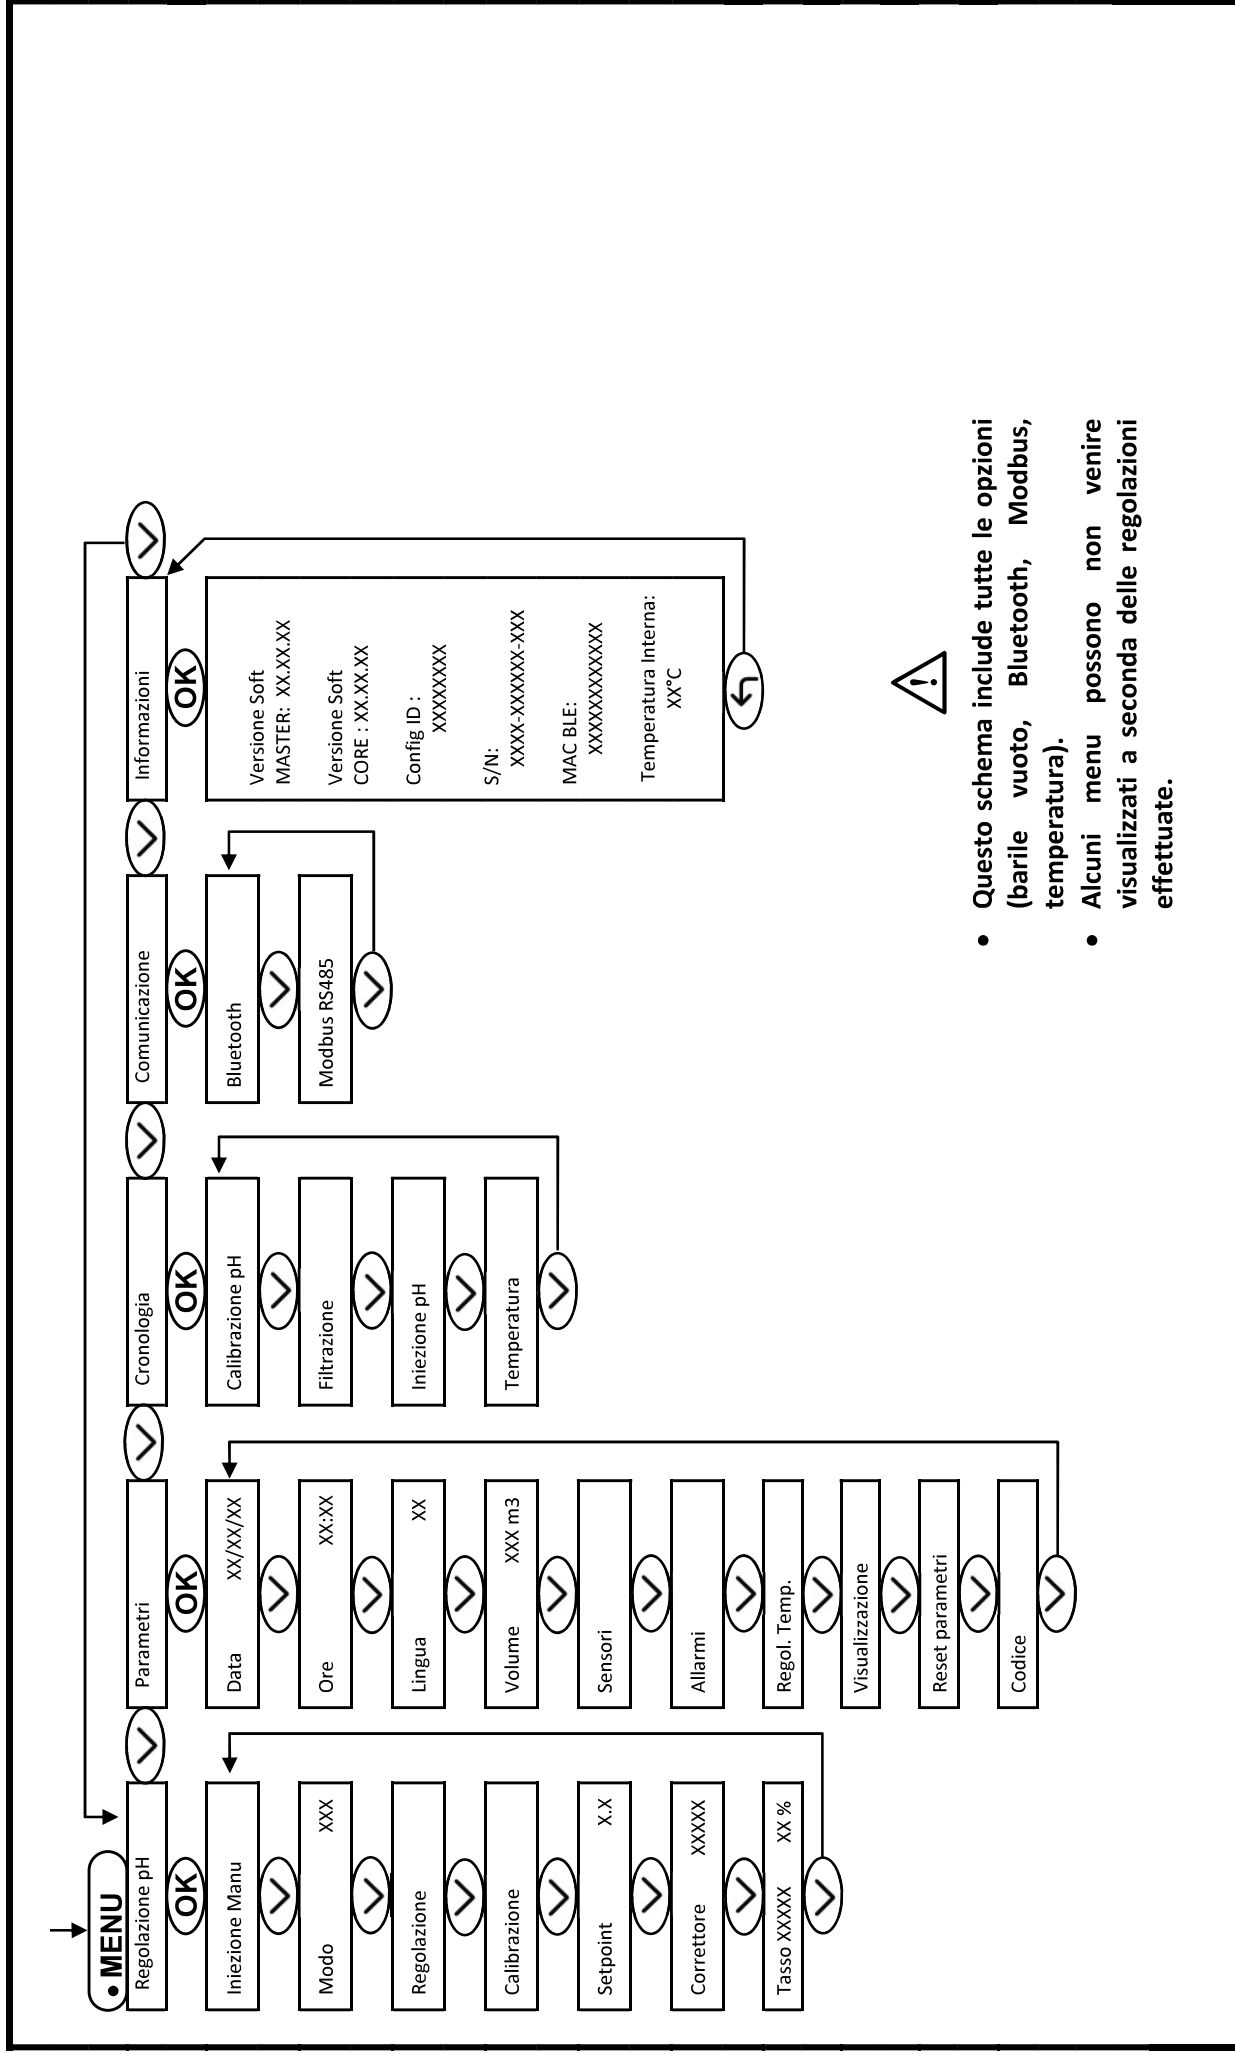 • MENU
Regolazione pH
OK
Iniezione Manu
Modo XXX
Regolazione
Calibrazione
Setpoint X.X
Correttore XXXXX
Tasso XXXXX XX %
Parametri
OK
Data XX/XX/XX
Ore XX:XX
Lingua XX
Volume XXX m3
Sensori
Allarmi
Regol. Temp.
Visualizzazione
Reset parametri
Codice
Cronologia
OK
Calibrazione pH
Filtrazione
Iniezione pH
Temperatura
Comunicazione
OK
Bluetooth
Modbus RS485
Informazioni
OK
Versione Soft
MASTER: XX.XX.XX
Versione Soft
CORE : XX.XX.XX
Config ID :
XXXXXXXX
S/N:
XXXX-XXXXXX-XXX
MAC BLE:
XXXXXXXXXXXX
Temperatura Interna:
XX°C
• Questo schema include tutte le opzioni
(barile vuoto, Bluetooth, Modbus,
temperatura).
• Alcuni menu possono non venire
visualizzati a seconda delle regolazioni
effettuate.